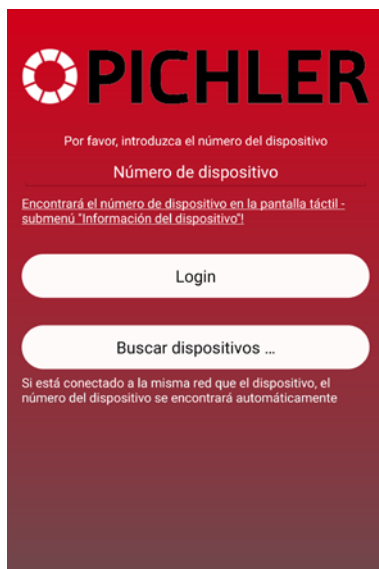 PICHLER
Por favor, introduzca el número del dispositivo
Número de dispositivo
Encontrará el número de dispositivo en la pantalla táctil -
submenú "Información del dispositivo"!
Login
Buscar dispositivos ...
Si está conectado a la misma red que el dispositivo, el
número del dispositivo se encontrará automáticamente